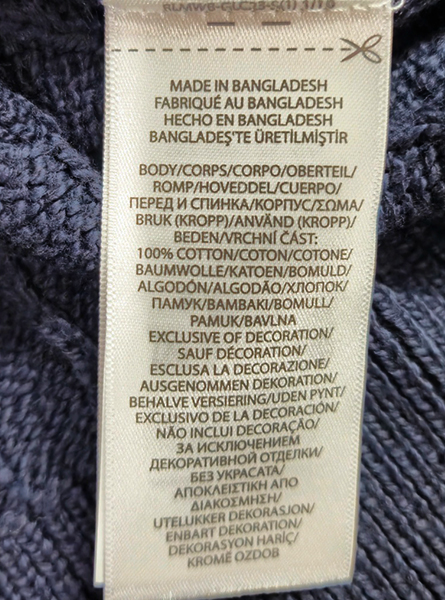 MADE IN BANGLADESH
FABRIQUÉ AU BANGLADESH
HECHO EN BANGLADESH
BANGLADEŞ'TE ÜRETİLMİŞTİR
BODY/CORPS/CORPO/OBERTEIL/
ROMP/HOVEDDEL/CUERPO/
ПЕРЕД И СПИНКА/КОРПУС/ΣΩΜΑ/
BRUK (KROPP)/ANVÄND (KROPP)/
BEDEN/VRCHNÍ ČÁST:
100% COTTON/COTON/COTONE/
BAUMWOLLE/KATOEN/BOMULD/
ALGODÓN/ALGODÃO/ХЛОПОК/
ПАМУК/ΒΑΜΒΑΚΙ/BOMULL/
PAMUK/BAVLNA
EXCLUSIVE OF DECORATION/
SAUF DÉCORATION/
ESCLUSA LA DECORAZIONE/
AUSGENOMMEN DEKORATION/
BEHALVE VERSIERING/UDEN PYNT/
EXCLUSIVO DE LA DECORACIÓN/
NÃO INCLUI DECORAÇÃO/
ЗА ИСКЛЮЧЕНИЕМ
ДЕКОРАТИВНОЙ ОТДЕЛКИ/
БЕЗ УКРАСАТА/
ΑΠΟΚΛΕΙΣΤΙΚΗ ΑΠΟ
ΔΙΑΚΟΣΜΗΣΗ/
UTELUKKER DEKORASJON/
ENBART DEKORATION/
DEKORASYON HARİÇ/
KROMĚ OZDOB